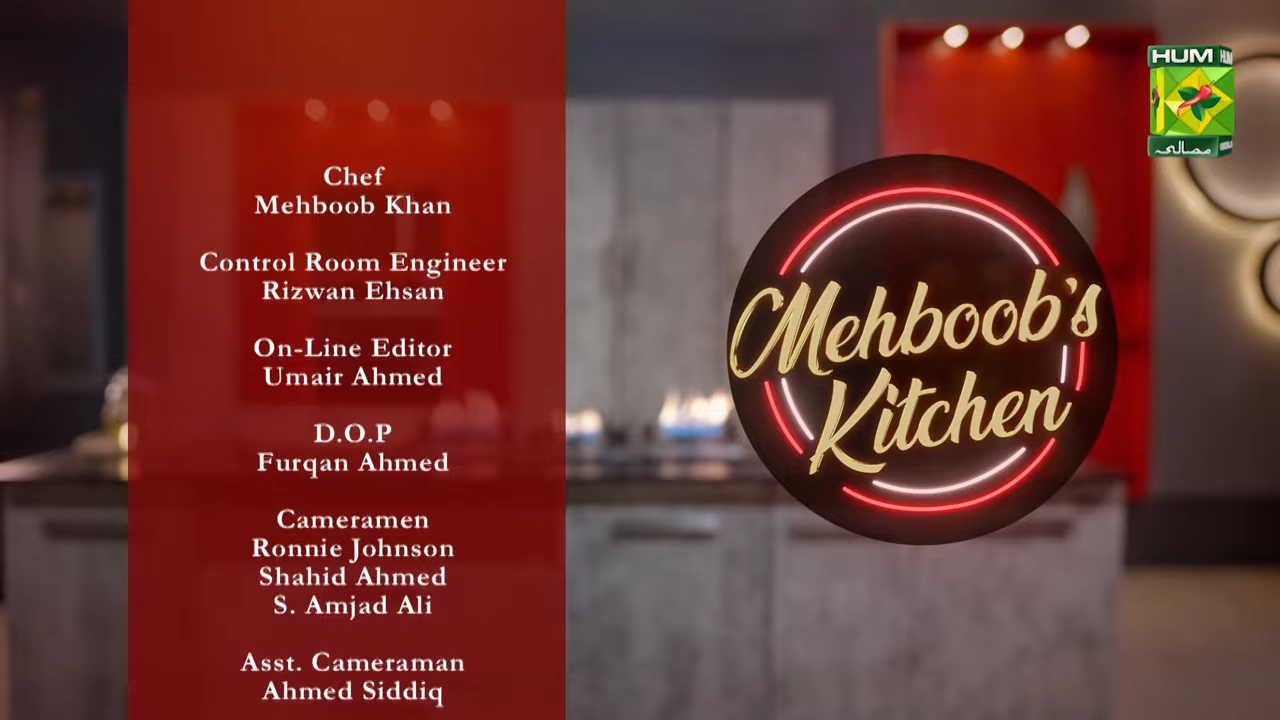 Chef
Mehboob Khan
Control Room Engineer
Rizwan Ehsan
On-Line Editor
Umair Ahmed
D.O.P
Furqan Ahmed
Cameramen
Ronnie Johnson
Shahid Ahmed
S. Amjad Ali
Asst. Cameraman
Ahmed Siddiq
Mehboob's
Kitchen
HUM
مصالحہ